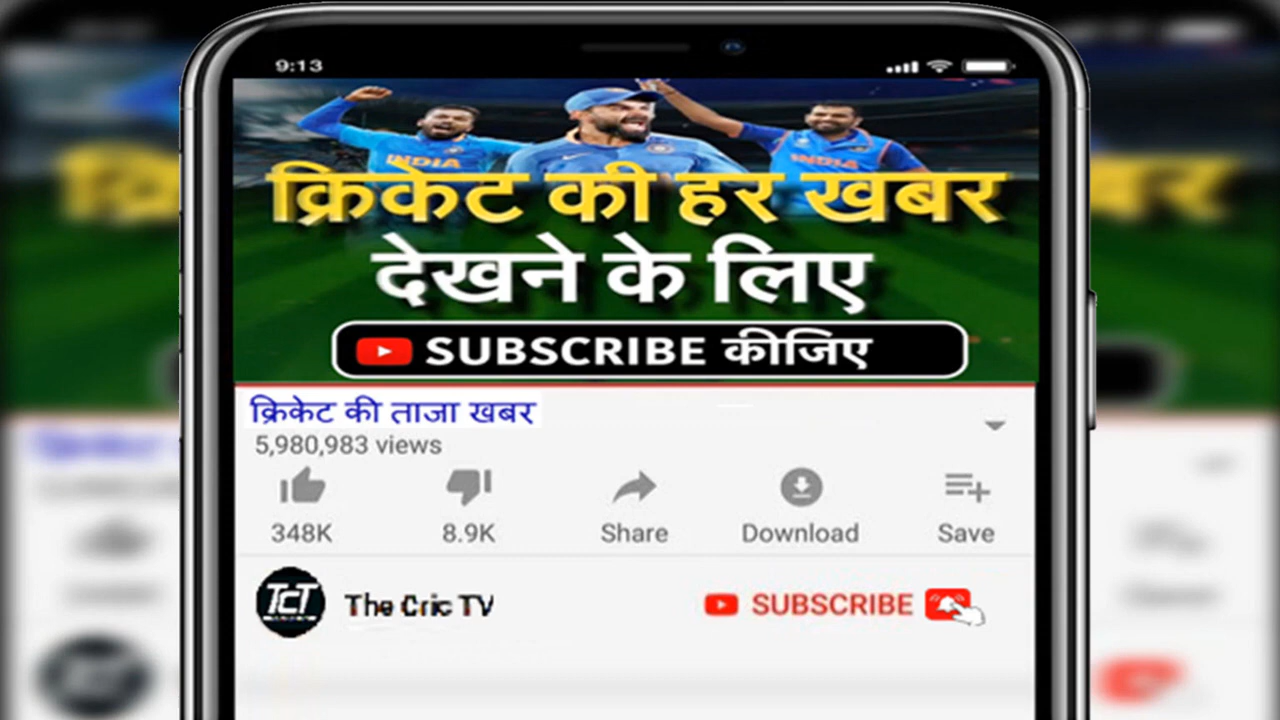 9:13
INDIA
INDIA
क्रिकेट की हर खबर
देखने के लिए
SUBSCRIBE कीजिए
क्रिकेट की ताजा खबर
5,980,983 views
348K
8.9K
Share
Download
Save
TCT
The Cric TV
SUBSCRIBE